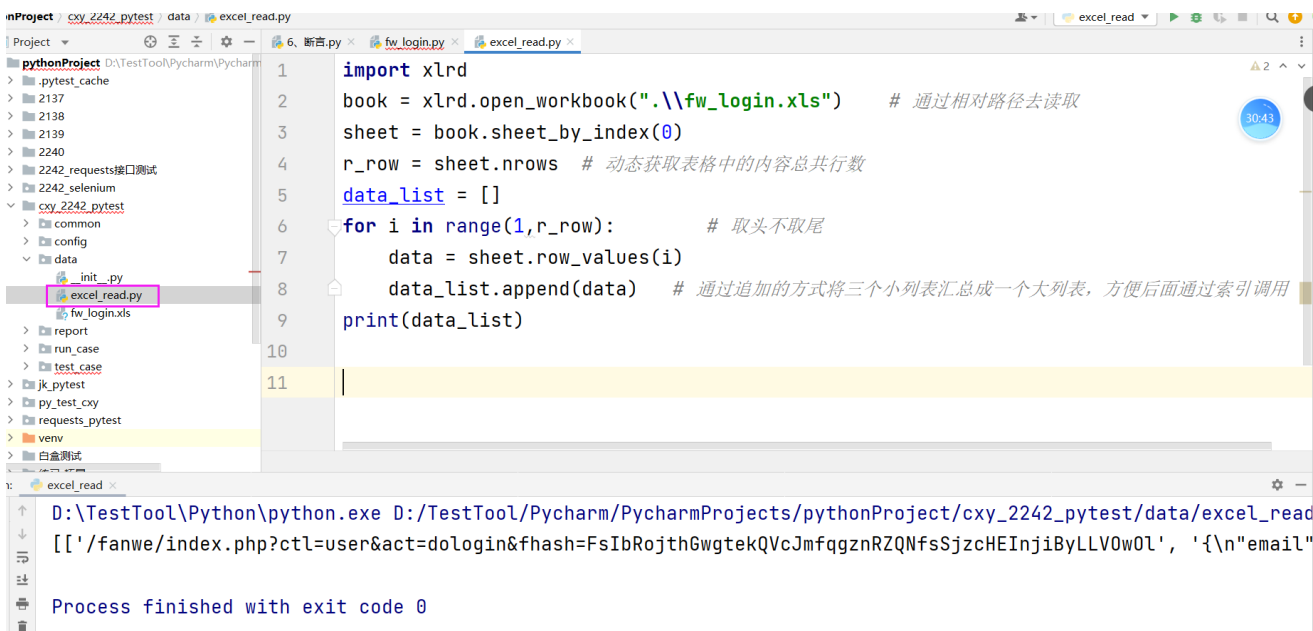 cxy_2242_pytest data excel_read.py excel_read
Project 6、断言.py fw_login.py excel_read.py
pythonProject D:\TestTool\Pycharm\Pycharm
.pytest_cache
2137
2138
2139
2240
2242_requests接口测试
2242_selenium
cxy_2242_pytest
common
config
data
__init__.py
excel_read.py
fw_login.xls
report
run_case
test_case
jk_pytest
py_test_cxy
requests_pytest
venv
白盒测试
1 import xlrd
2 book = xlrd.open_workbook(".\\fw_login.xls") # 通过相对路径去读取
3 sheet = book.sheet_by_index(0)
4 r_row = sheet.nrows # 动态获取表格中的内容总共行数
5 data_list = []
6 for i in range(1,r_row): # 取头不取尾
7 data = sheet.row_values(i)
8 data_list.append(data) # 通过追加的方式将三个小列表汇总成一个大列表，方便后面通过索引调用
9 print(data_list)
10
11
2
30:43
excel_read
D:\TestTool\Python\python.exe D:/TestTool/Pycharm/PycharmProjects/pythonProject/cxy_2242_pytest/data/excel_read
[['/fanwe/index.php?ctl=user&act=dologin&fhash=FsIbRojthGwgtekQVcJmfqgznRZQNfsSjzcHEInjiByLLVOwOl', '{\n"email"
Process finished with exit code 0